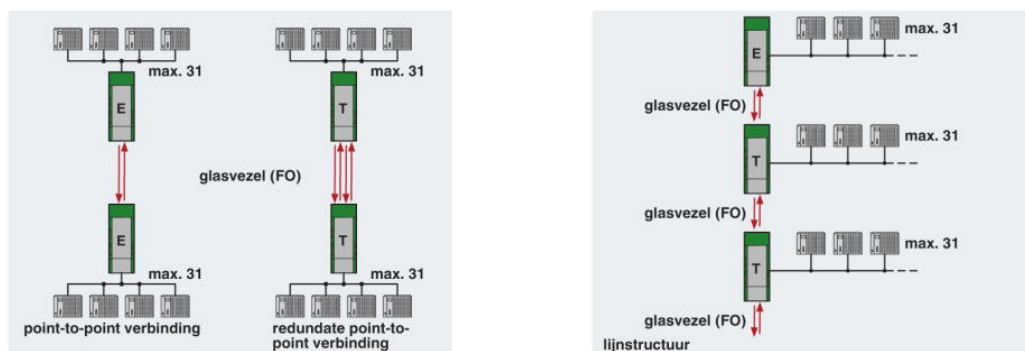 max. 31
max. 31
E
T
glasvezel (FO)
E
T
max. 31
max. 31
point-to-point verbinding
redundate point-to-
point verbinding
max. 31
E
glasvezel (FO)
max. 31
T
glasvezel (FO)
max. 31
T
glasvezel (FO)
lijnstructuur